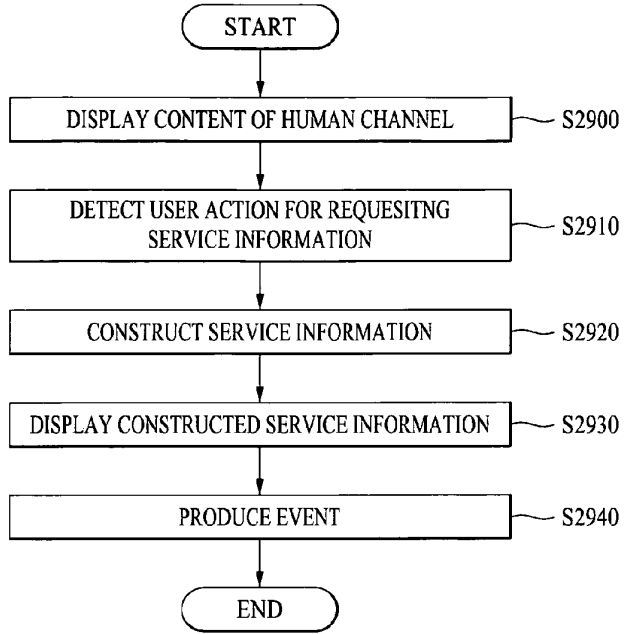 START
DISPLAY CONTENT OF HUMAN CHANNEL
S2900
DETECT USER ACTION FOR REQUESITNG
SERVICE INFORMATION
S2910
CONSTRUCT SERVICE INFORMATION
S2920
DISPLAY CONSTRUCTED SERVICE INFORMATION
S2930
PRODUCE EVENT
S2940
END